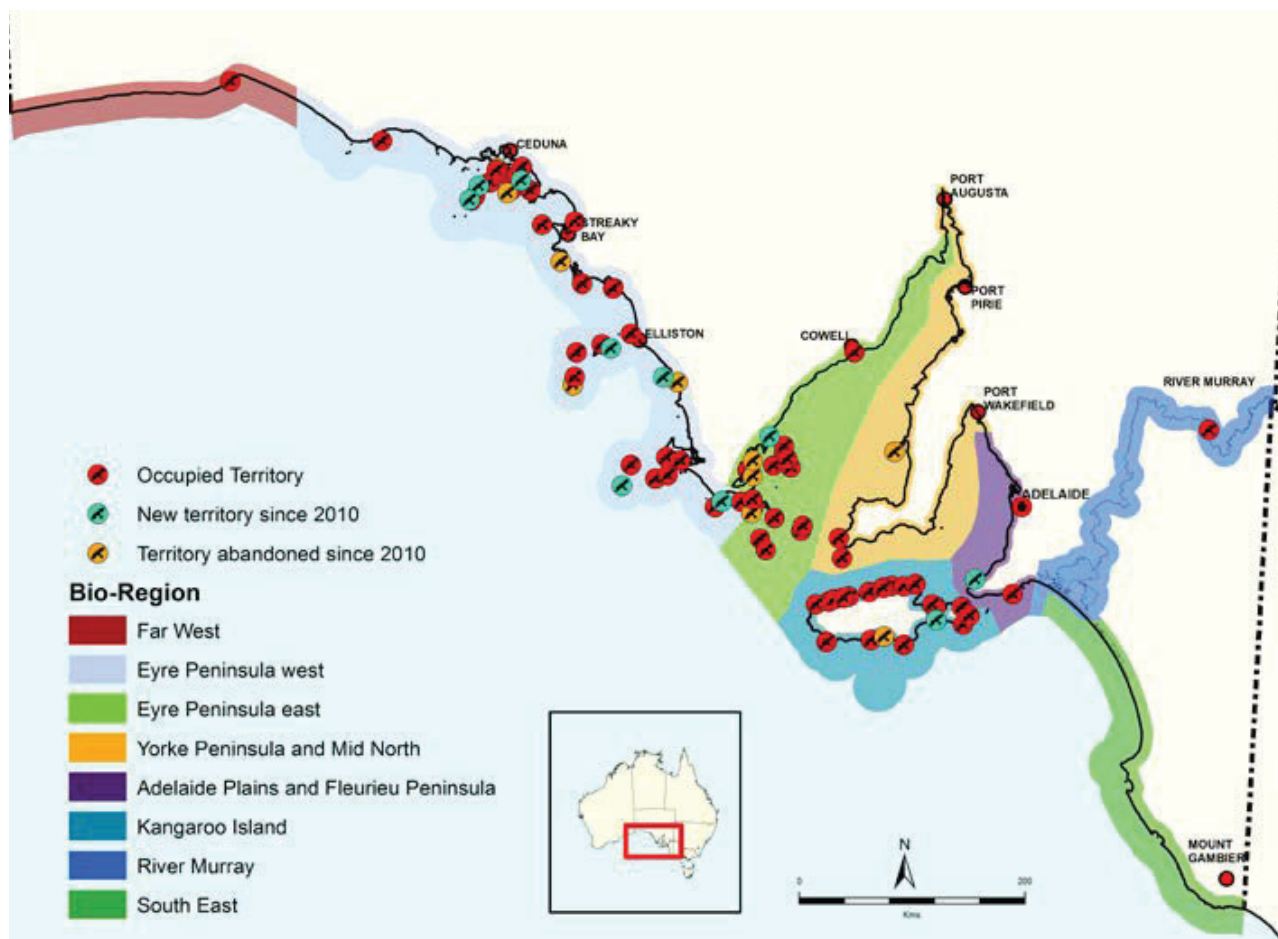 CEDUNA
PORT
AUGUSTA
STREAKY
BAY
PORT
PIRIE
ELLISTON
COWELL
RIVER MURRAY
PORT
WAKEFIELD
ADELAIDE
Occupied Territory
New territory since 2010
Territory abandoned since 2010
Bio-Region
Far West
Eyre Peninsula west
Eyre Peninsula east
Yorke Peninsula and Mid North
Adelaide Plains and Fleurieu Peninsula
Kangaroo Island
River Murray
South East
N
0 200
Kms
MOUNT
GAMBIER